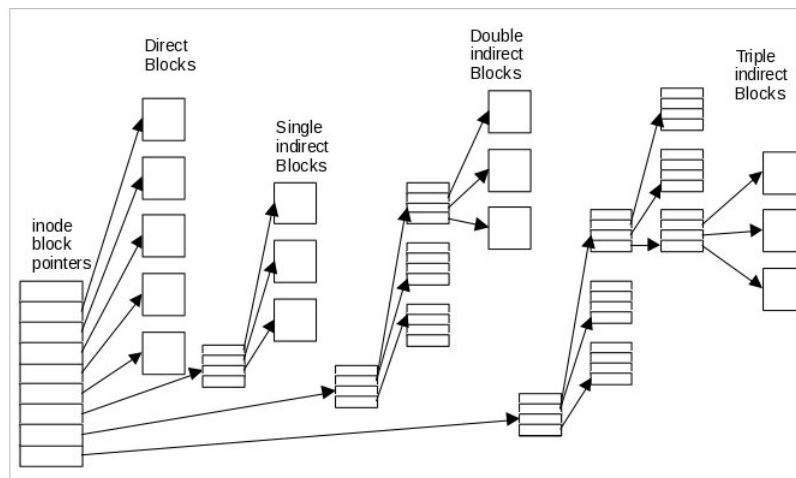 Direct
Blocks
Double
indirect
Blocks
Triple
indirect
Blocks
Single
indirect
Blocks
inode
block
pointers